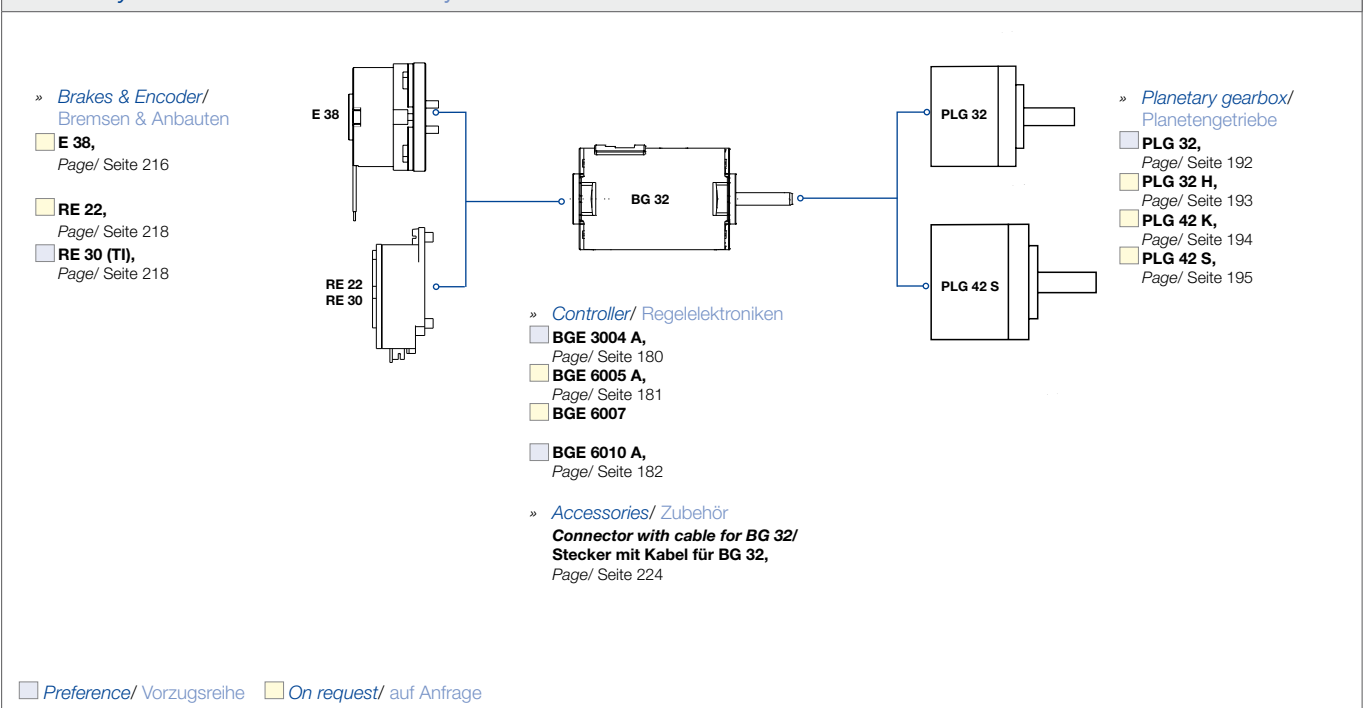 » Brakes & Encoder/
Bremsen & Anbauten
E 38,
Page/ Seite 216
RE 22,
Page/ Seite 218
RE 30 (TI),
Page/ Seite 218
E 38
RE 22
RE 30
BG 32
PLG 32
PLG 42 S
» Controller/ Regelelektroniken
BGE 3004 A,
Page/ Seite 180
BGE 6005 A,
Page/ Seite 181
BGE 6007
BGE 6010 A,
Page/ Seite 182
» Accessories/ Zubehör
Connector with cable for BG 32/
Stecker mit Kabel für BG 32,
Page/ Seite 224
» Planetary gearbox/
Planetengetriebe
PLG 32,
Page/ Seite 192
PLG 32 H,
Page/ Seite 193
PLG 42 K,
Page/ Seite 194
PLG 42 S,
Page/ Seite 195
Preference/ Vorzugsreihe On request/ auf Anfrage